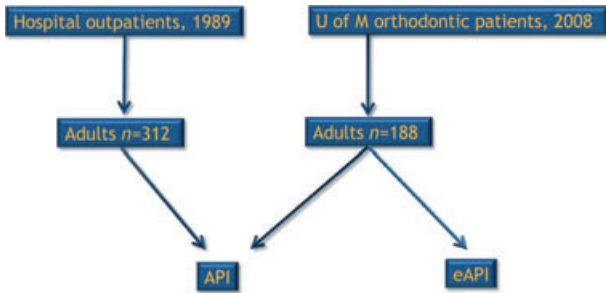 Hospital outpatients, 1989
U of M orthodontic patients, 2008
Adults n=312
Adults n=188
API
eAPI